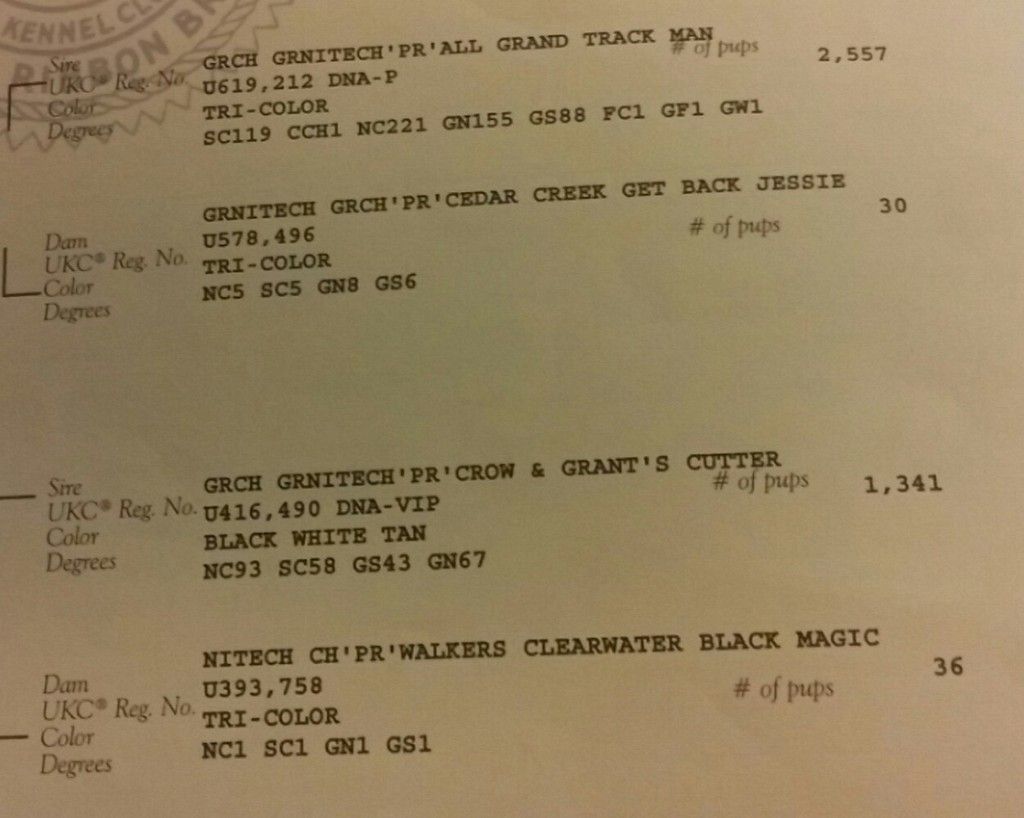 KENNEL CL
BBON BR
Sire GRCH GRNITECH'PR'ALL GRAND TRACK MAN # of pups 2,557
UKC® Reg. No. U619,212 DNA-P
Color TRI-COLOR
Degrees SC119 CCH1 NC221 GN155 GS88 FC1 GF1 GW1
GRNITECH GRCH'PR'CEDAR CREEK GET BACK JESSIE
Dam U578,496 # of pups 30
UKC® Reg. No. TRI-COLOR
Color NC5 SC5 GN8 GS6
Degrees
Sire GRCH GRNITECH'PR'CROW & GRANT'S CUTTER # of pups 1,341
UKC® Reg. No. U416,490 DNA-VIP
Color BLACK WHITE TAN
Degrees NC93 SC58 GS43 GN67
NITECH CH'PR'WALKERS CLEARWATER BLACK MAGIC
Dam U393,758 # of pups 36
UKC® Reg. No. TRI-COLOR
Color NC1 SC1 GN1 GS1
Degrees